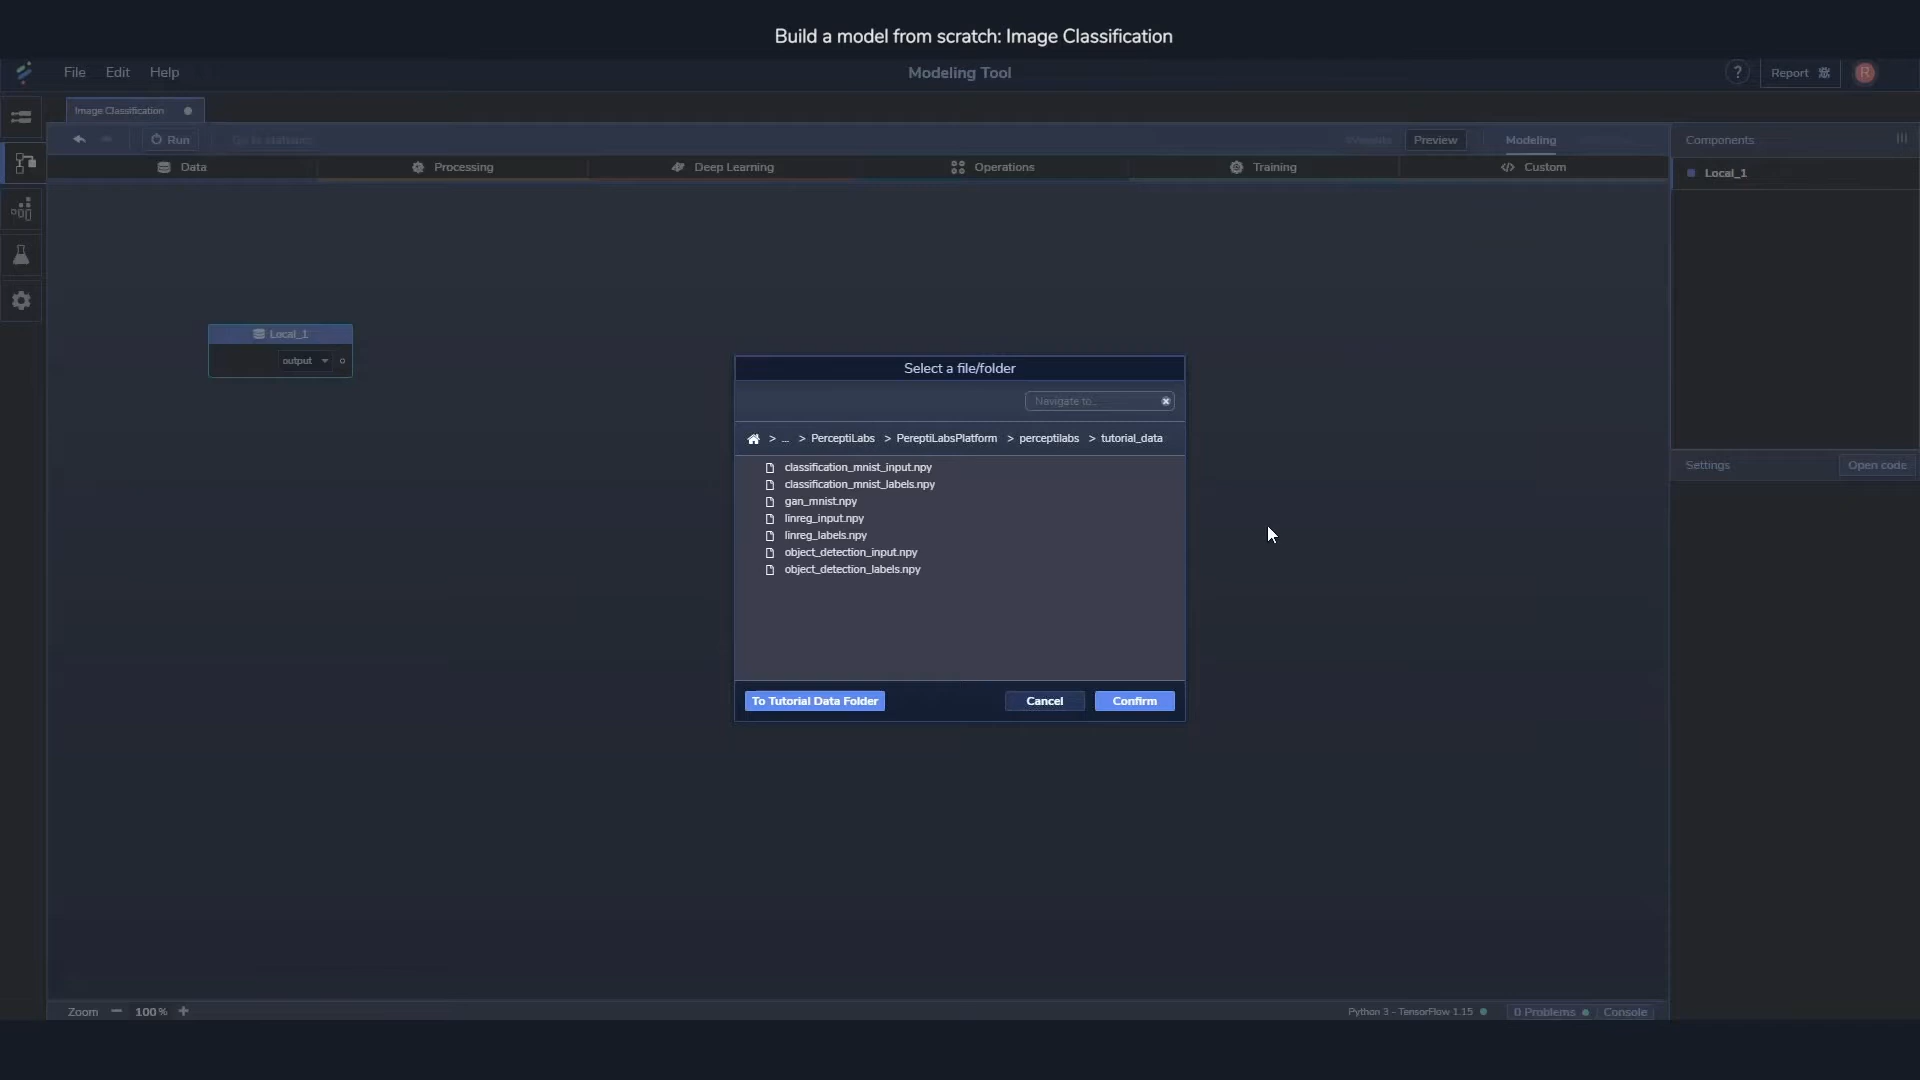 Build a model from scratch: Image Classification
File Edit Help
Modeling Tool
? Report R
Image Classification
Run
Preview
Modeling
Components
Data
Processing
Deep Learning
Operations
Training
Custom
Local_1
Local_1
output
Select a file/folder
Navigate to...
> ... > PerceptiLabs > PereptiLabsPlatform > perceptilabs > tutorial_data
classification_mnist_input.npy
classification_mnist_labels.npy
gan_mnist.npy
linreg_input.npy
linreg_labels.npy
object_detection_input.npy
object_detection_labels.npy
To Tutorial Data Folder
Cancel
Confirm
Settings
Open code
Zoom − 100 % +
Python 3 - TensorFlow 1.15
0 Problems
Console